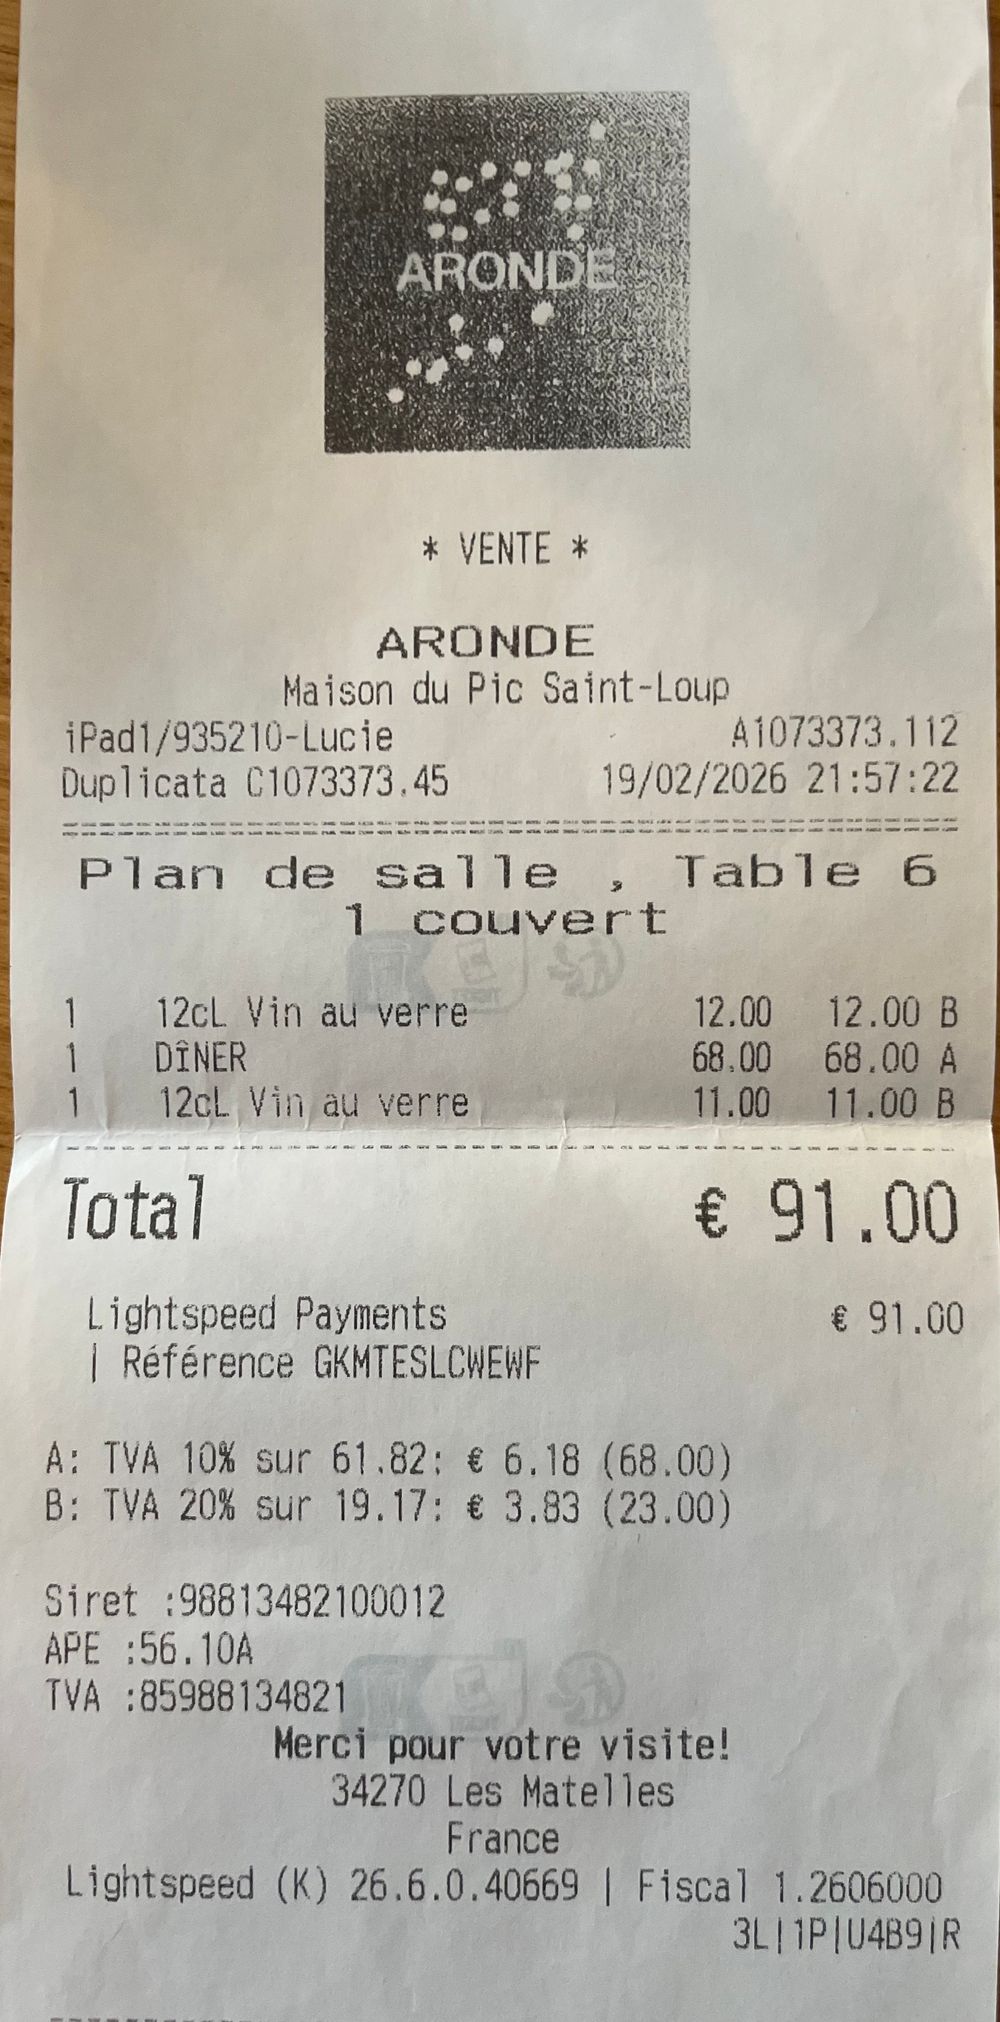 ARONDE
* VENTE *
ARONDE
Maison du Pic Saint-Loup
iPad1/935210-Lucie A1073373.112
Duplicata C1073373.45 19/02/2026 21:57:22
Plan de salle , Table 6
1 couvert
1 12cL Vin au verre 12.00 12.00 B
1 DÎNER 68.00 68.00 A
1 12cL Vin au verre 11.00 11.00 B
Total € 91.00
Lightspeed Payments € 91.00
| Référence GKMTESLCWEWF
A: TVA 10% sur 61.82: € 6.18 (68.00)
B: TVA 20% sur 19.17: € 3.83 (23.00)
Siret :98813482100012
APE :56.10A
TVA :85988134821
Merci pour votre visite!
34270 Les Matelles
France
Lightspeed (K) 26.6.0.40669 | Fiscal 1.2606000
3L|1P|U4B9|R